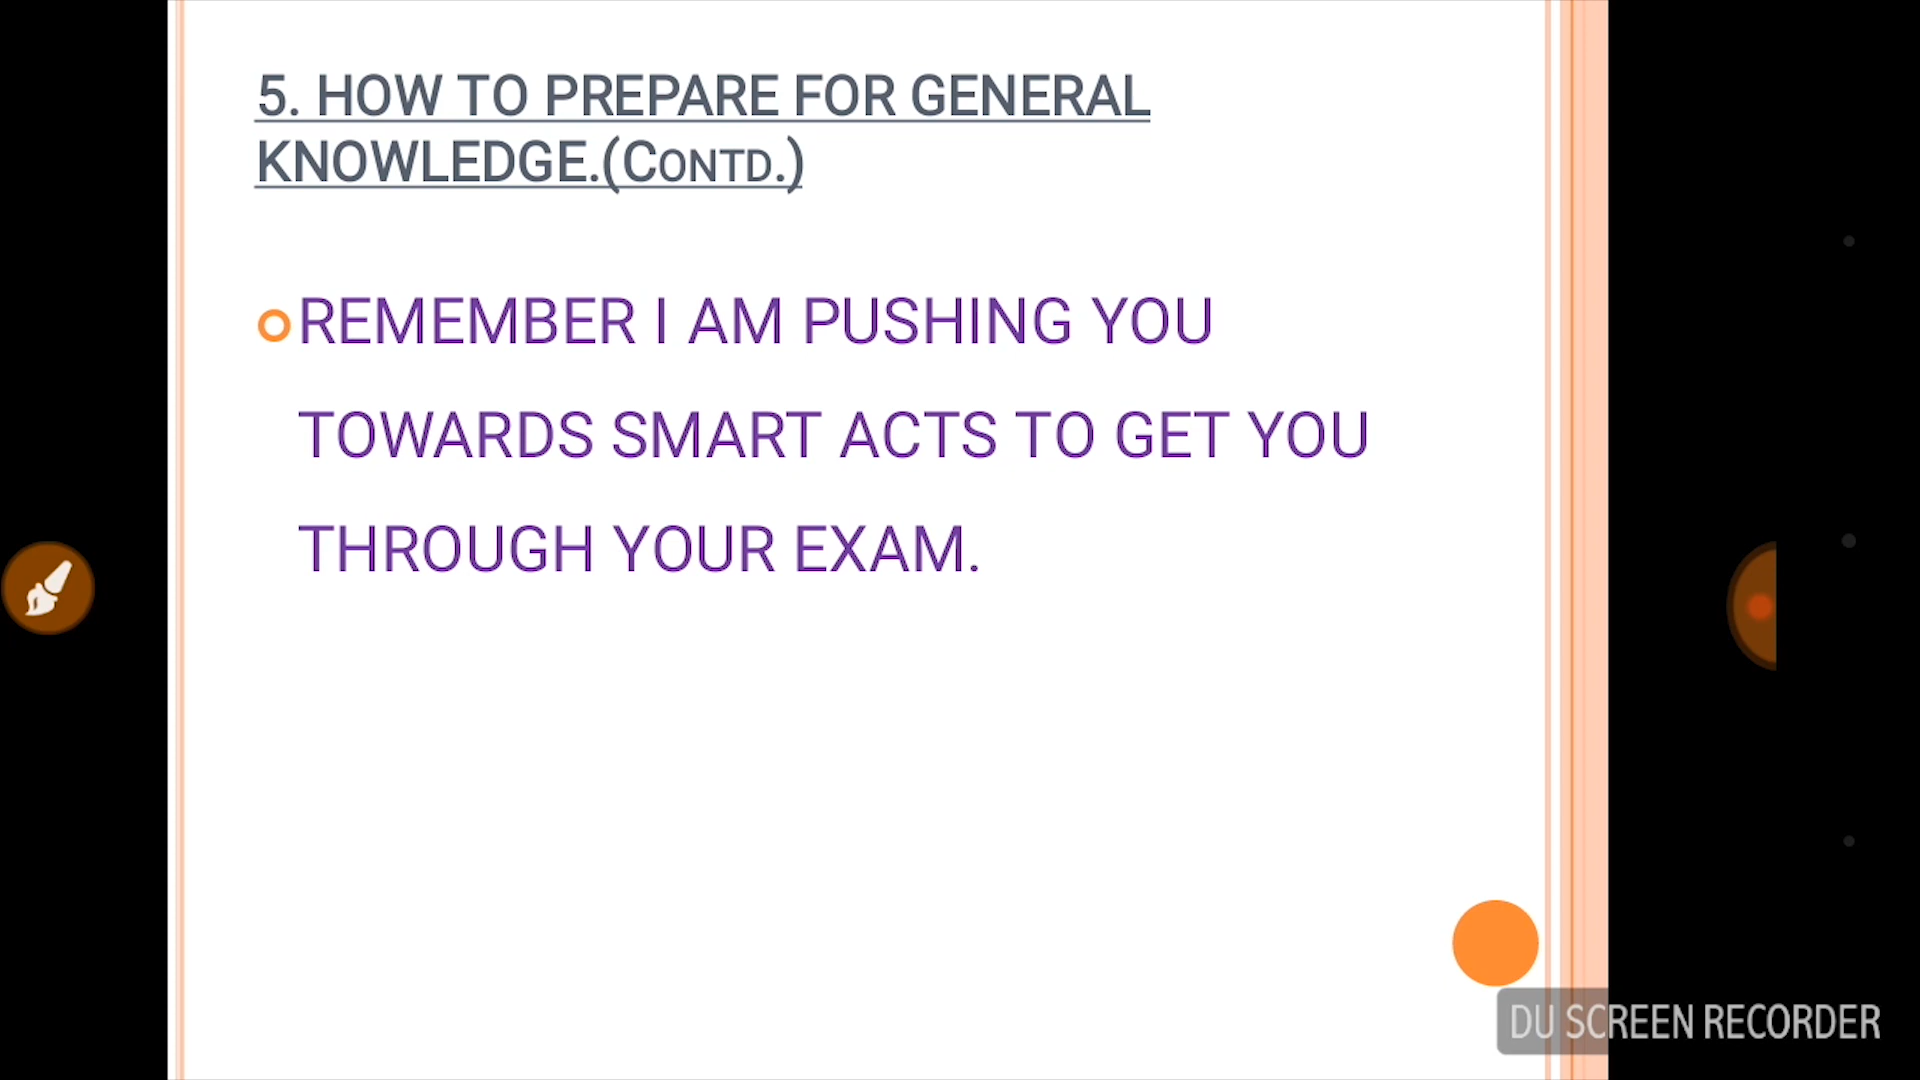 5. HOW TO PREPARE FOR GENERAL
KNOWLEDGE.(CONTD.)
REMEMBER I AM PUSHING YOU
TOWARDS SMART ACTS TO GET YOU
THROUGH YOUR EXAM.
DU SCREEN RECORDER